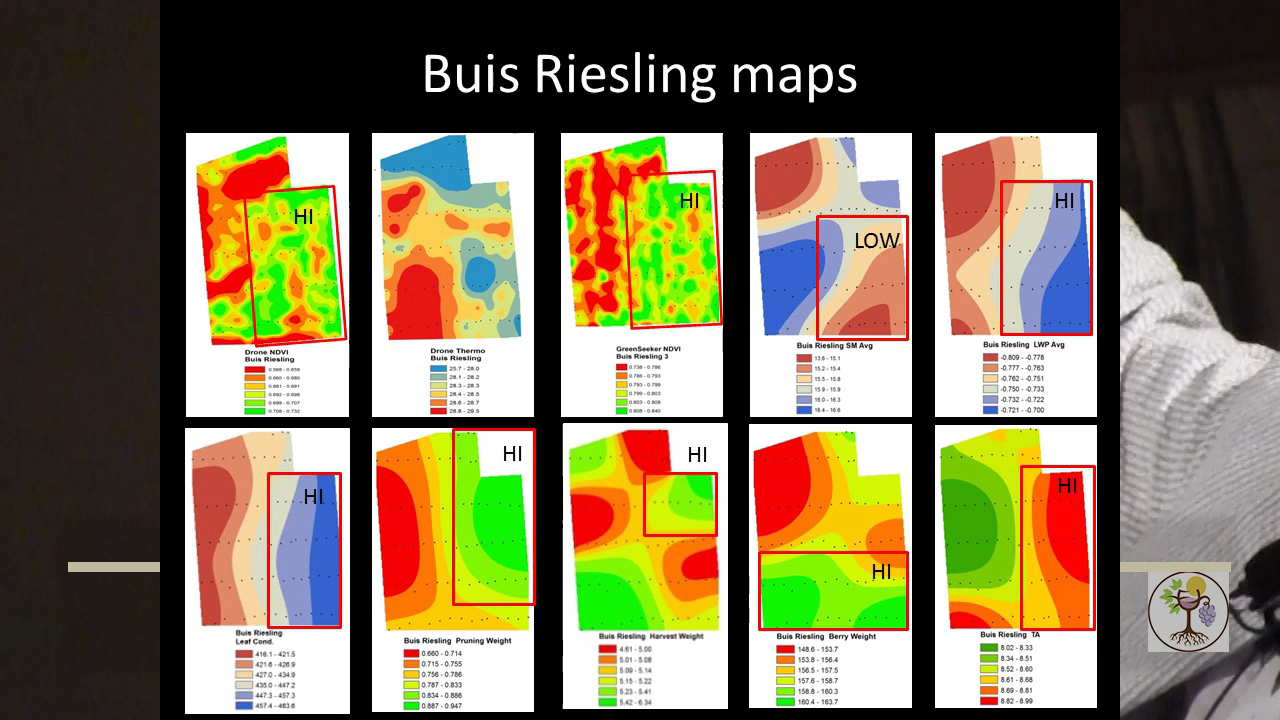 Buis Riesling maps
HI
HI
LOW
HI
Drone NDVI
Buis Riesling
0.568 - 0.659
0.660 - 0.680
0.681 - 0.691
0.692 - 0.698
0.699 - 0.707
0.708 - 0.732
Drone Thermo
Buis Riesling
25.7 - 28.0
28.1 - 28.2
28.3 - 28.3
28.4 - 28.5
28.6 - 28.7
28.8 - 29.5
GreenSeeker NDVI
Buis Riesling 3
0.738 - 0.786
0.786 - 0.793
0.793 - 0.799
0.799 - 0.803
0.803 - 0.808
0.808 - 0.840
Buis Riesling SM Avg
13.6 - 15.1
15.2 - 15.4
15.5 - 15.8
15.9 - 15.9
16.0 - 16.3
16.4 - 16.6
Buis Riesling LWP Avg
-0.809 - -0.778
-0.777 - -0.763
-0.762 - -0.751
-0.750 - -0.733
-0.732 - -0.722
-0.721 - -0.700
HI
HI
HI
HI
HI
Buis Riesling
Leaf Cond.
416.1 - 421.5
421.6 - 426.9
427.0 - 434.9
435.0 - 447.2
447.3 - 457.3
457.4 - 463.6
Buis Riesling Pruning Weight
0.660 - 0.714
0.715 - 0.755
0.756 - 0.786
0.787 - 0.833
0.834 - 0.886
0.887 - 0.947
Buis Riesling Harvest Weight
4.61 - 5.00
5.01 - 5.08
5.09 - 5.14
5.15 - 5.22
5.23 - 5.41
5.42 - 6.34
Buis Riesling Berry Weight
148.6 - 153.7
153.8 - 156.4
156.5 - 157.5
157.6 - 158.7
158.8 - 160.3
160.4 - 163.7
Buis Riesling TA
8.02 - 8.33
8.34 - 8.51
8.52 - 8.60
8.61 - 8.68
8.69 - 8.81
8.82 - 8.99